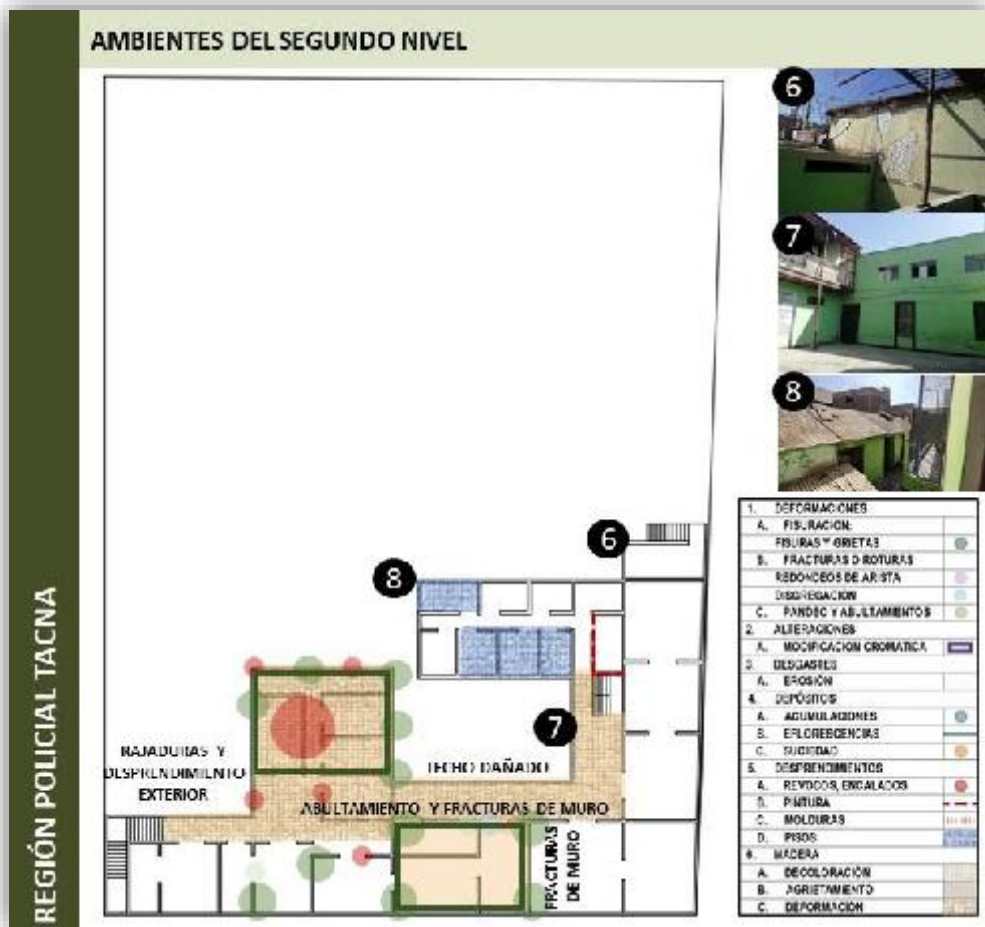 AMBIENTES DEL SEGUNDO NIVEL
REGIÓN POLICIAL TACNA
6
7
8
6
8
7
RAJADURAS Y
DESPRENDIMIENTO
EXTERIOR
TECHO DAÑADO
ABULTAMIENTO Y FRACTURAS DE MURO
FRACTURAS
DE MURO
1. DEFORMACIONES
A. FISURACION:
FISURAS Y GRIETAS
B. FRACTURAS O ROTURAS
REDONDEOS DE ARISTA
DISGREGACION
C. PANDEO Y ABULTAMIENTOS
2. ALTERACIONES
A. MODIFICACION CROMATICA
3. DESGASTES
A. EROSIÓN
4. DEPÓSITOS
A. ACUMULACIONES
B. EFLORESCENCIAS
C. SUCIEDAD
5. DESPRENDIMIENTOS
A. REVOCOS, ENCALADOS
B. PINTURA
C. MOLDURAS
D. PISOS
6. MADERA
A. DECOLORACIÓN
B. AGRIETAMIENTO
C. DEFORMACION